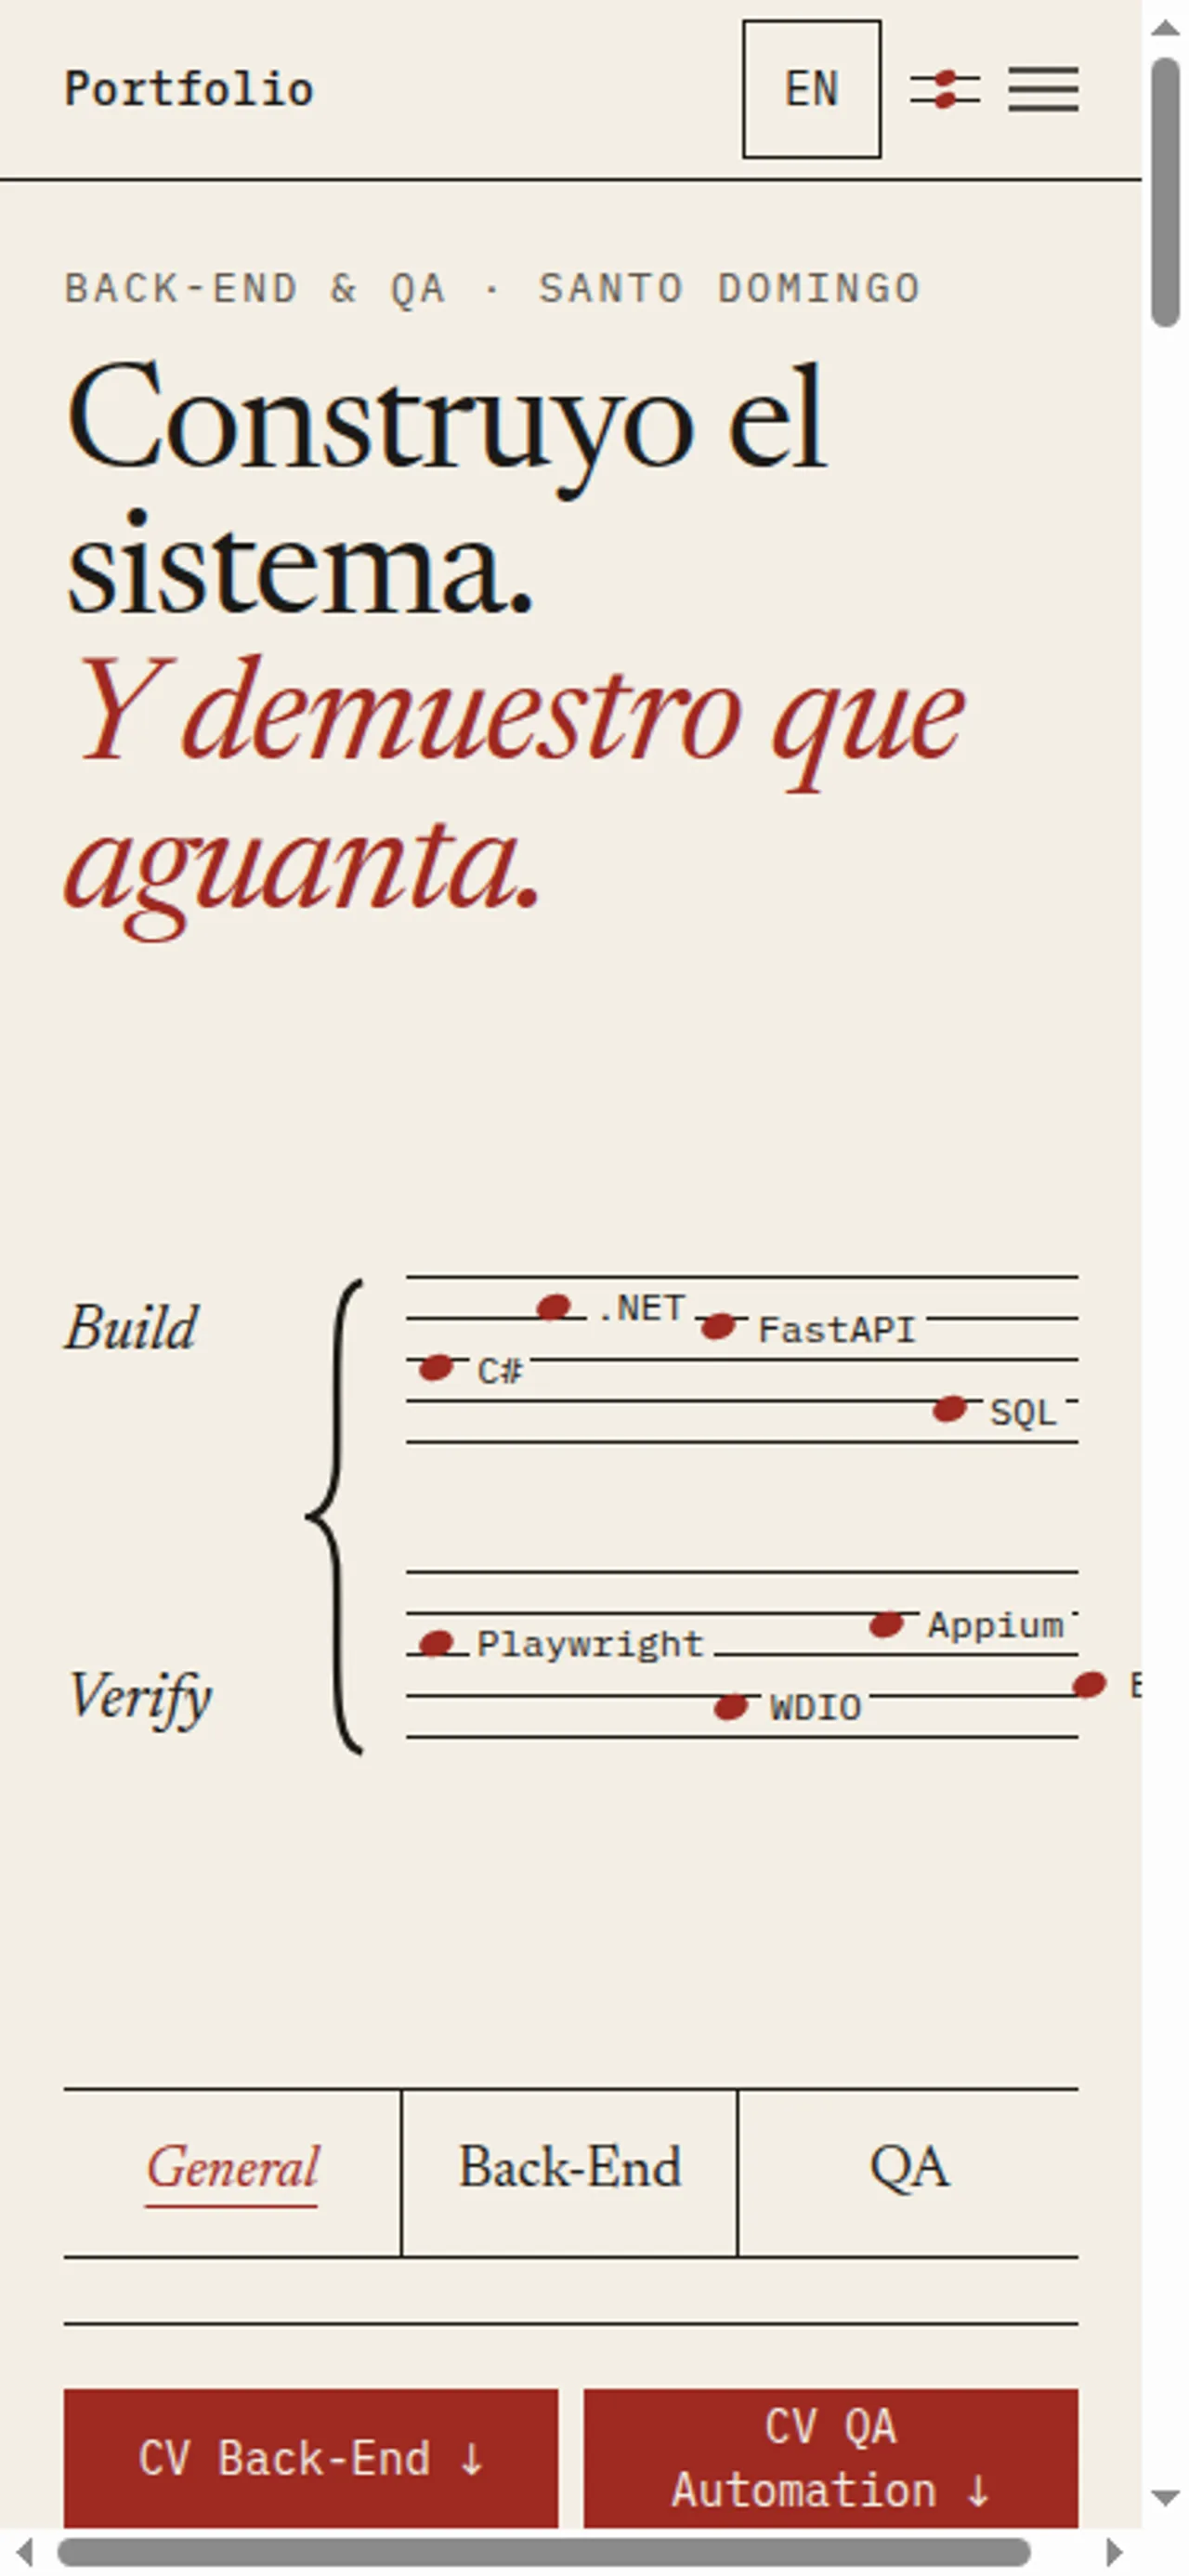 Portfolio
EN
BACK-END & QA · SANTO DOMINGO
Construyo el
sistema.
Y demuestro que
aguanta.
Build
.NET
FastAPI
C#
SQL
Appium
Playwright
Verify
WDIO
General
Back-End
QA
CV Back-End ↓
CV QA
Automation ↓